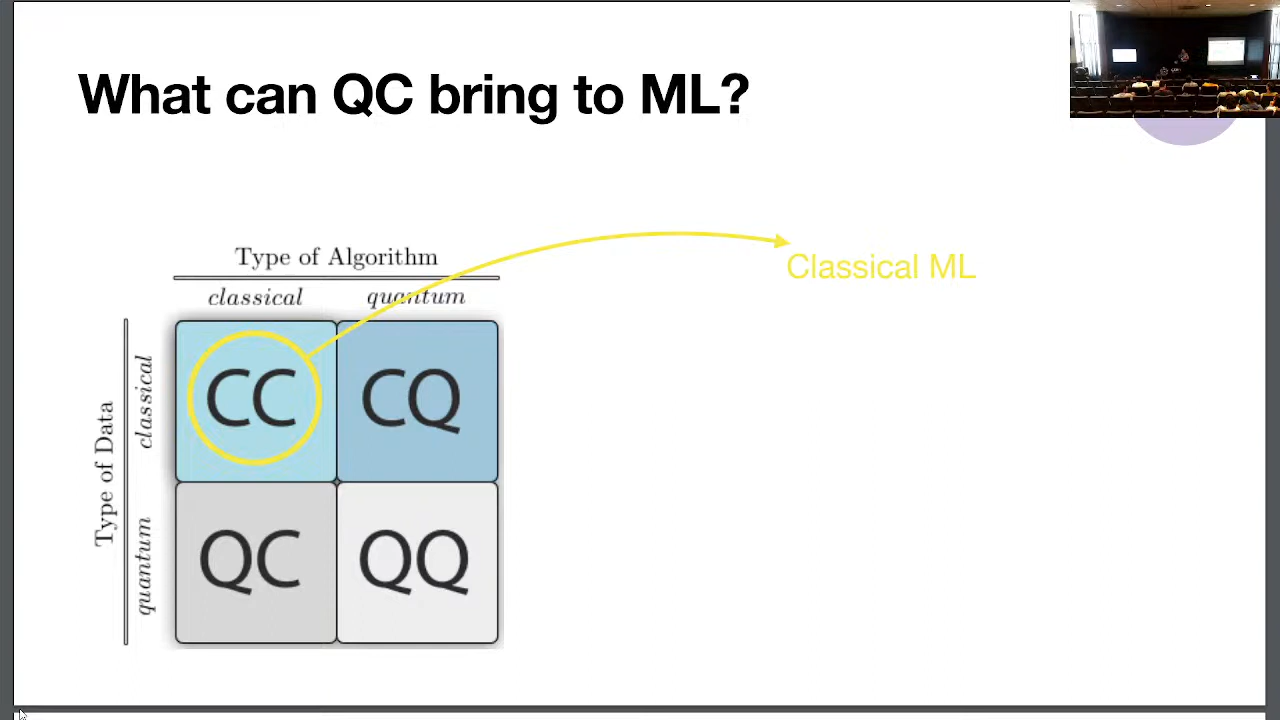 What can QC bring to ML?
Type of Algorithm
classical quantum
Classical ML
Type of Data
classical
quantum
CC CQ
QC QQ